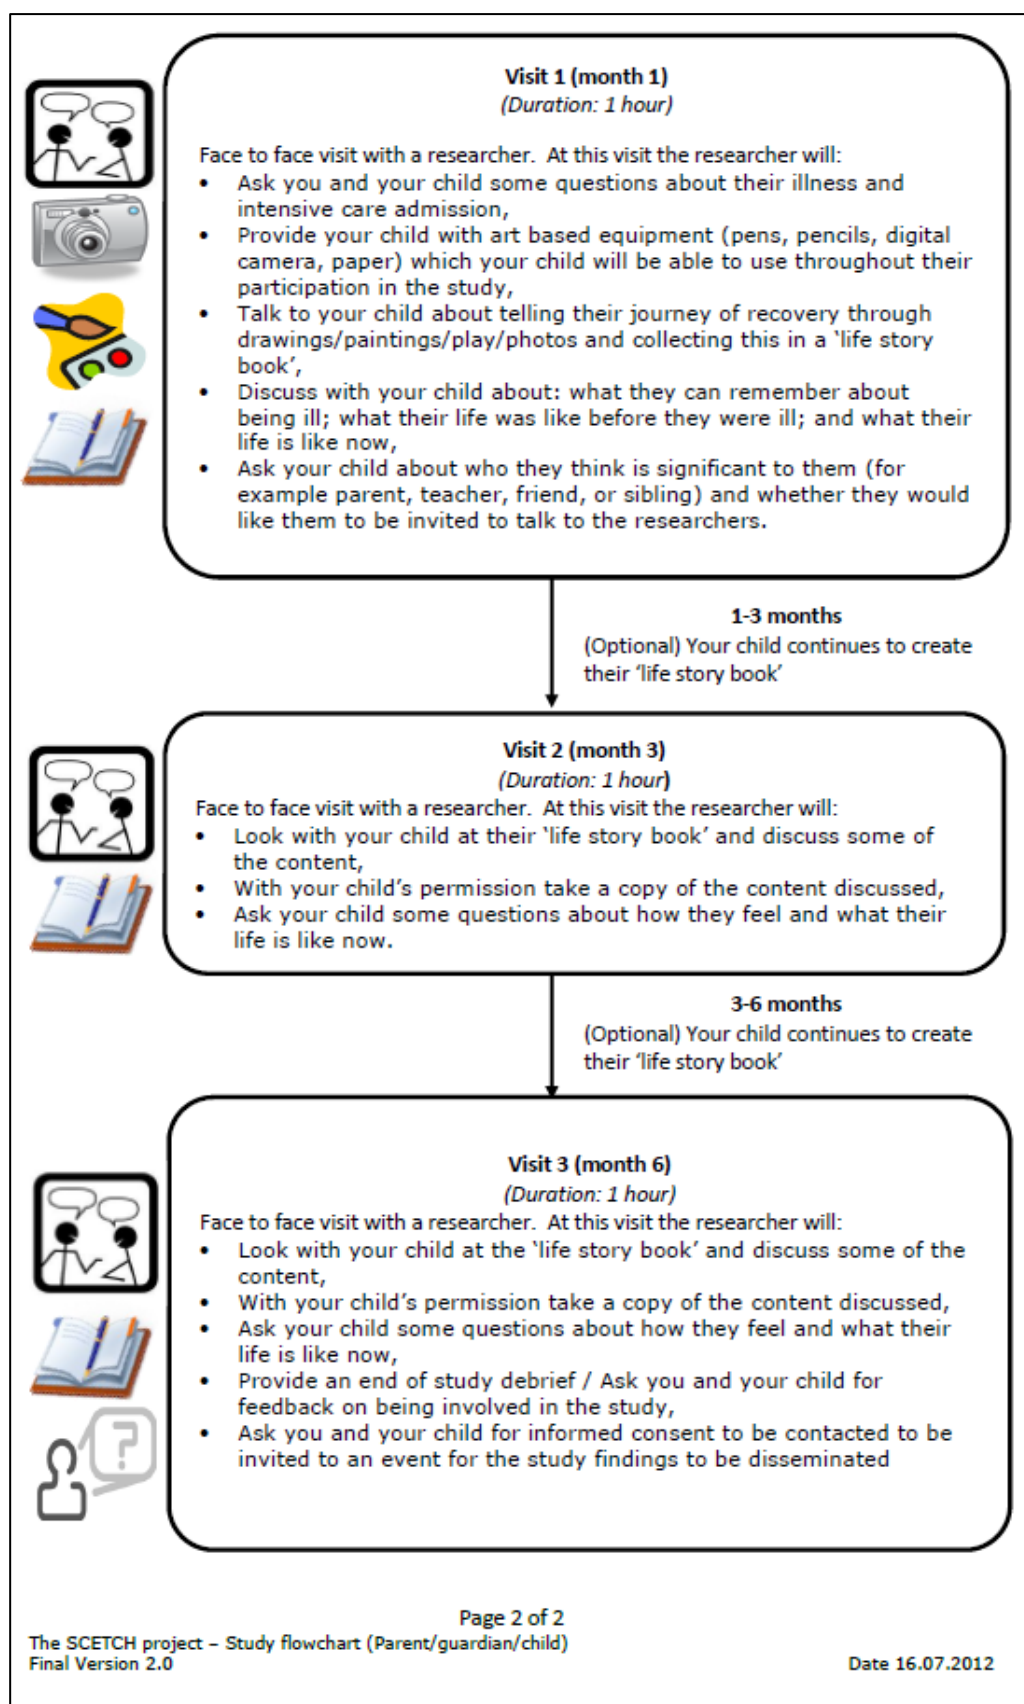 Visit 1 (month 1)
(Duration: 1 hour)
Face to face visit with a researcher.  At this visit the researcher will:
• Ask you and your child some questions about their illness and
intensive care admission,
• Provide your child with art based equipment (pens, pencils, digital
camera, paper) which your child will be able to use throughout their
participation in the study,
• Talk to your child about telling their journey of recovery through
drawings/paintings/play/photos and collecting this in a ‘life story
book’,
• Discuss with your child about: what they can remember about
being ill; what their life was like before they were ill; and what their
life is like now,
• Ask your child about who they think is significant to them (for
example parent, teacher, friend, or sibling) and whether they would
like them to be invited to talk to the researchers.
1-3 months
(Optional) Your child continues to create
their ‘life story book’
Visit 2 (month 3)
(Duration: 1 hour)
Face to face visit with a researcher.  At this visit the researcher will:
• Look with your child at their ‘life story book’ and discuss some of
the content,
• With your child’s permission take a copy of the content discussed,
• Ask your child some questions about how they feel and what their
life is like now.
3-6 months
(Optional) Your child continues to create
their ‘life story book’
Visit 3 (month 6)
(Duration: 1 hour)
Face to face visit with a researcher.  At this visit the researcher will:
• Look with your child at the ‘life story book’ and discuss some of the
content,
• With your child’s permission take a copy of the content discussed,
• Ask your child some questions about how they feel and what their
life is like now,
• Provide an end of study debrief / Ask you and your child for
feedback on being involved in the study,
• Ask you and your child for informed consent to be contacted to be
invited to an event for the study findings to be disseminated
?
Page 2 of 2
The SCETCH project – Study flowchart (Parent/guardian/child)
Final Version 2.0 Date 16.07.2012